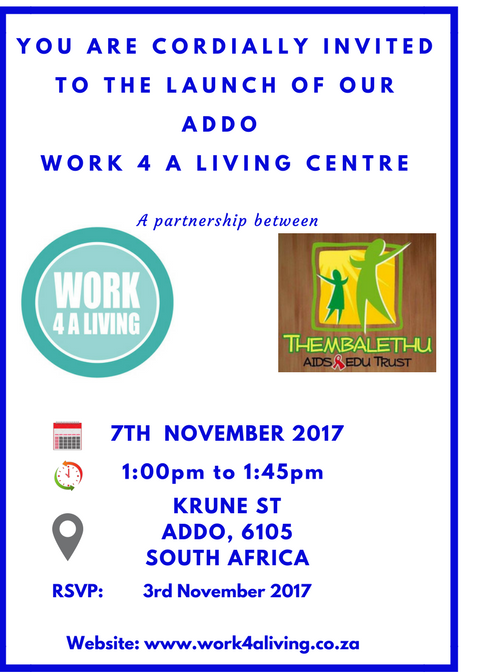 YOU ARE CORDIALLY INVITED
TO THE LAUNCH OF OUR
ADDO
WORK 4 A LIVING CENTRE
A partnership between
WORK
4 A LIVING
THEMBALETHU
AIDS EDU TRUST
7TH NOVEMBER 2017
1:00pm to 1:45pm
KRUNE ST
ADDO, 6105
SOUTH AFRICA
RSVP: 3rd November 2017
Website: www.work4aliving.co.za